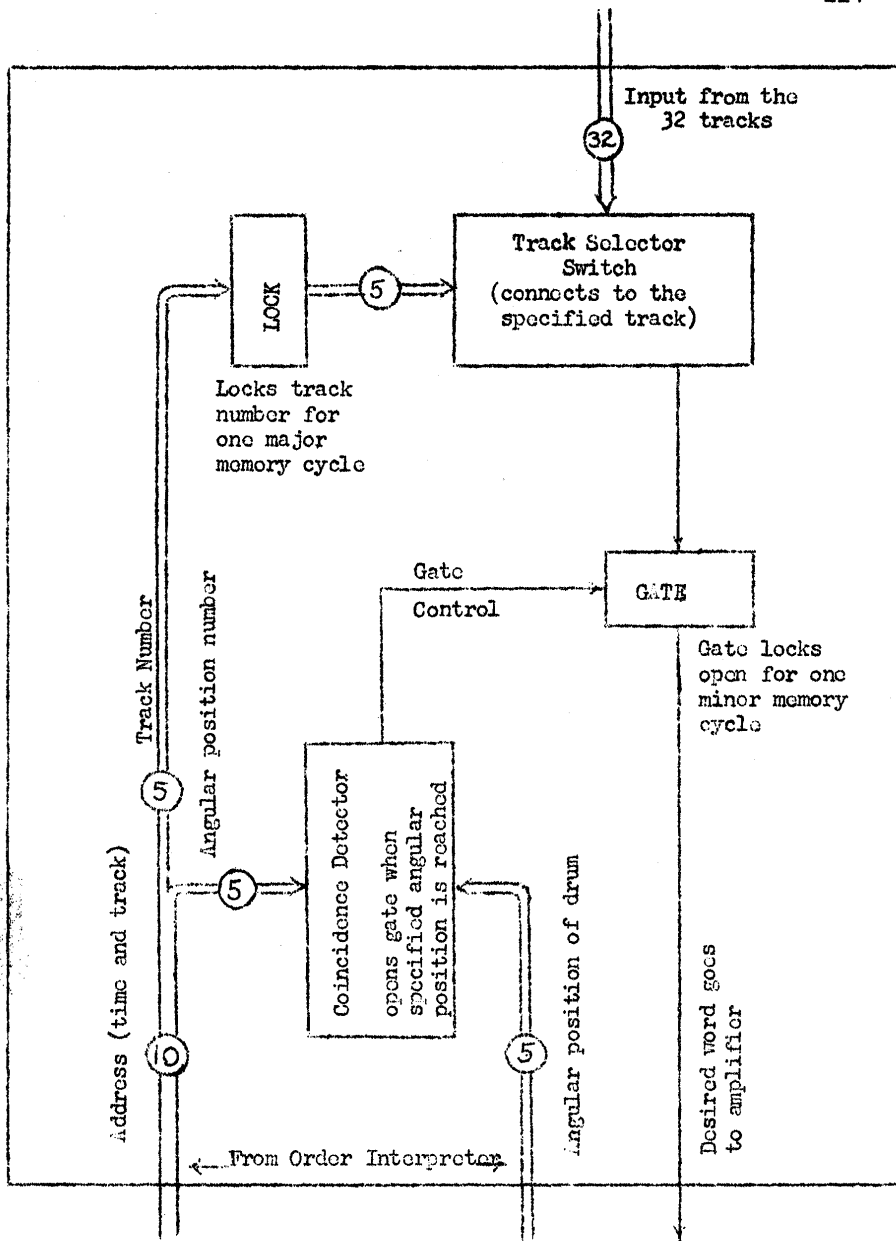 Input from the
32 tracks
32
Track Selector
Switch
(connects to the
specified track)
LOCK
5
Locks track
number for
one major
memory cycle
Gate
Control
GATE
Gate locks
open for one
minor memory
cycle
Track Number
Angular position number
5
5
Coincidence Detector
opens gate when
specified angular
position is reached
Address (time and track)
10
5
Angular position of drum
Desired word goes
to amplifier
From Order Interpreter